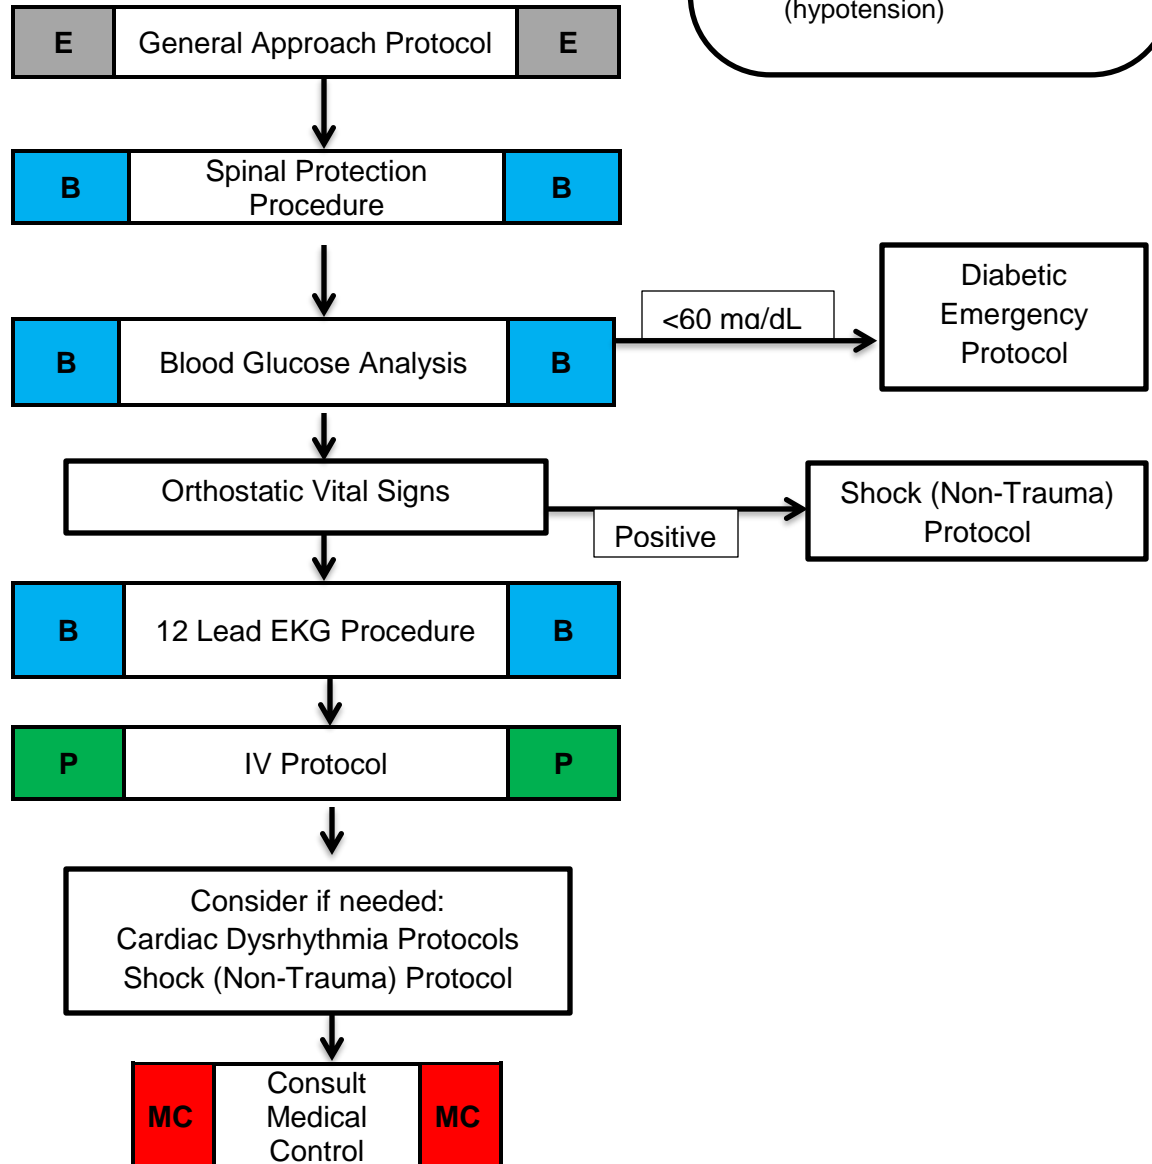 (hypotension)
E General Approach Protocol E
B Spinal Protection B
Procedure
B Blood Glucose Analysis B
<60 mg/dL
Diabetic
Emergency
Protocol
Orthostatic Vital Signs
Positive
Shock (Non-Trauma)
Protocol
B 12 Lead EKG Procedure B
P IV Protocol P
Consider if needed:
Cardiac Dysrhythmia Protocols
Shock (Non-Trauma) Protocol
MC Consult MC
Medical
Control